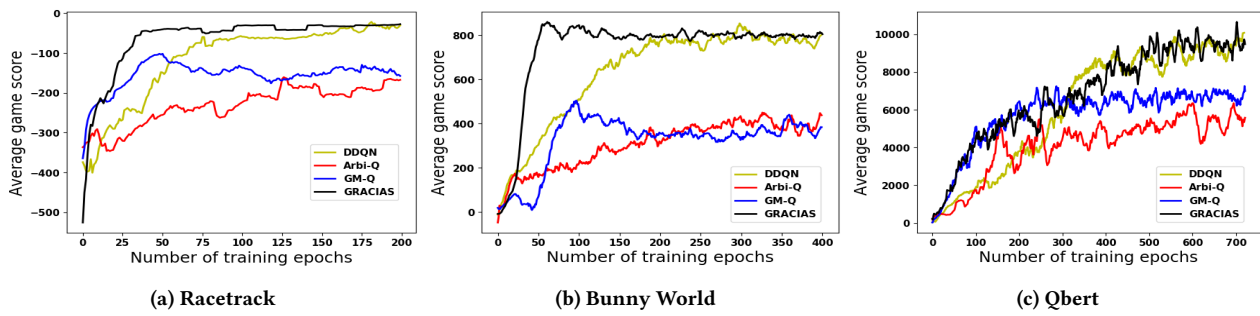 Average game score
0
−100
−200
−300
−400
−500
DDQN
Arbi-Q
GM-Q
GRACIAS
0 25 50 75 100 125 150 175 200
Number of training epochs
(a) Racetrack
Average game score
800
600
400
200
0
DDQN
Arbi-Q
GM-Q
GRACIAS
0 50 100 150 200 250 300 350 400
Number of training epochs
(b) Bunny World
Average game score
10000
8000
6000
4000
2000
0
DDQN
Arbi-Q
GM-Q
GRACIAS
0 100 200 300 400 500 600 700
Number of training epochs
(c) Qbert